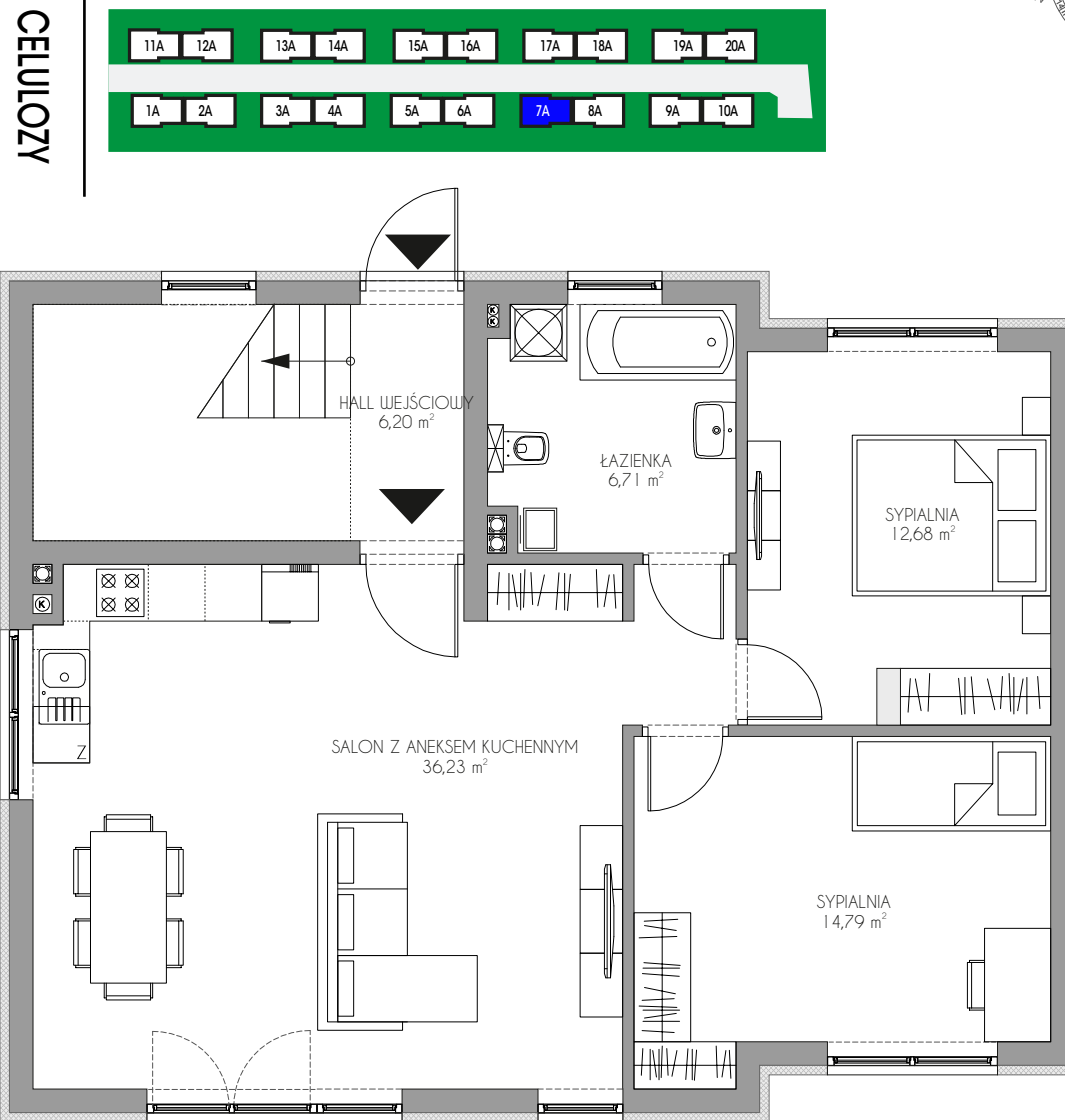 CELULOZY
11A 12A 13A 14A 15A 16A 17A 18A 19A 20A
1A 2A 3A 4A 5A 6A 7A 8A 9A 10A
HALL WEJŚCIOWY
6,20 m²
K
K
ŁAZIENKA
6,71 m²
SYPIALNIA
12,68 m²
K
Z
SALON Z ANEKSEM KUCHENNYM
36,23 m²
SYPIALNIA
14,79 m²